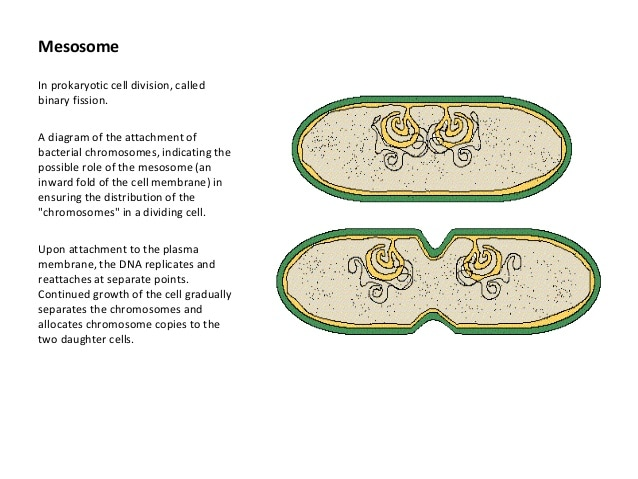 Mesosome
In prokaryotic cell division, called
binary fission.
A diagram of the attachment of
bacterial chromosomes, indicating the
possible role of the mesosome (an
inward fold of the cell membrane) in
ensuring the distribution of the
"chromosomes" in a dividing cell.
Upon attachment to the plasma
membrane, the DNA replicates and
reattaches at separate points.
Continued growth of the cell gradually
separates the chromosomes and
allocates chromosome copies to the
two daughter cells.